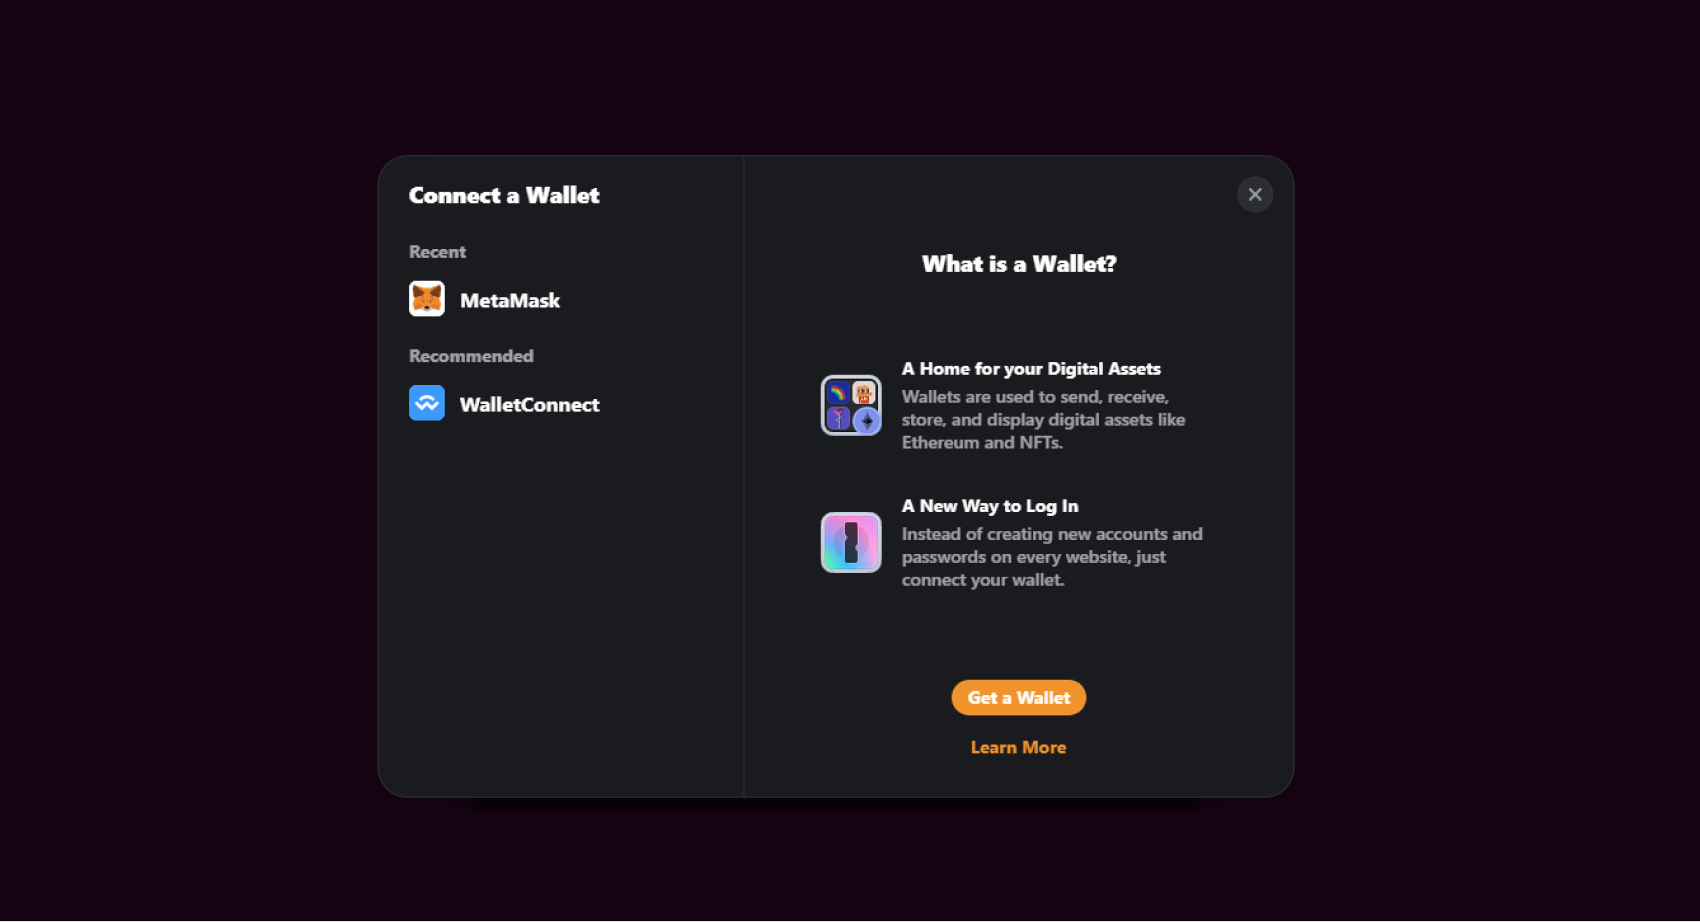 Connect a Wallet
Recent
MetaMask
Recommended
WalletConnect
What is a Wallet?
A Home for your Digital Assets
Wallets are used to send, receive,
store, and display digital assets like
Ethereum and NFTs.
A New Way to Log In
Instead of creating new accounts and
passwords on every website, just
connect your wallet.
Get a Wallet
Learn More